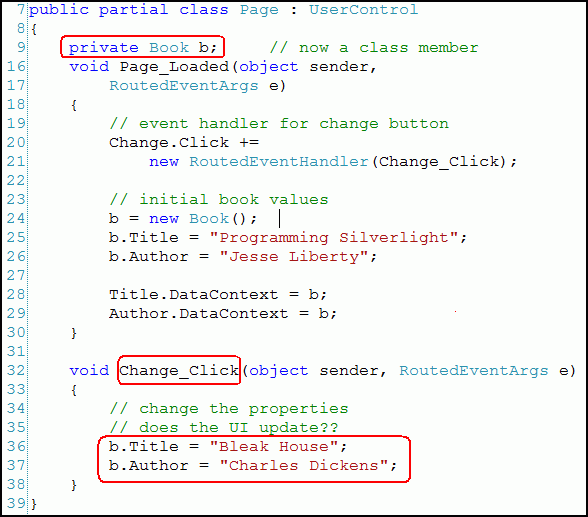 7 public partial class Page : UserControl
8 {
9     private Book b;     // now a class member
16     void Page_Loaded(object sender,
17         RoutedEventArgs e)
18     {
19         // event handler for change button
20         Change.Click +=
21             new RoutedEventHandler(Change_Click);
22
23         // initial book values
24         b = new Book();
25         b.Title = "Programming Silverlight";
26         b.Author = "Jesse Liberty";
27
28         Title.DataContext = b;
29         Author.DataContext = b;
30     }
31
32     void Change_Click(object sender, RoutedEventArgs e)
33     {
34         // change the properties
35         // does the UI update??
36         b.Title = "Bleak House";
37         b.Author = "Charles Dickens";
38     }
39 }